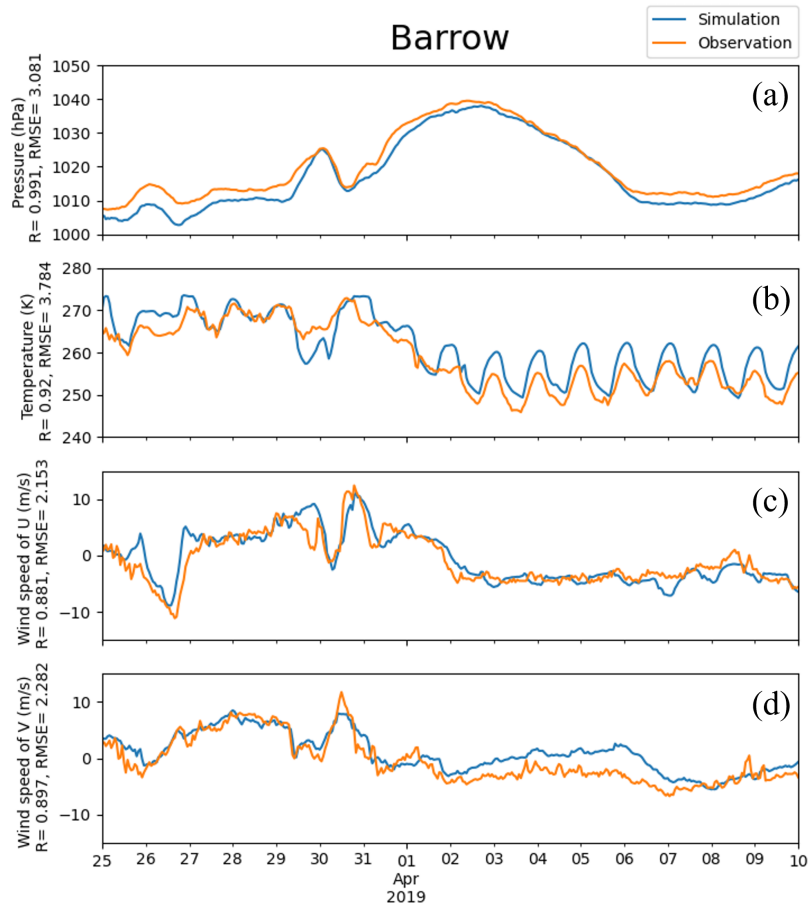 Barrow
Simulation
Observation
Pressure (hPa)
R= 0.991, RMSE= 3.081
1050
1040
1030
1020
1010
1000
(a)
Temperature (K)
R= 0.92, RMSE= 3.784
280
270
260
250
240
(b)
Wind speed of U (m/s)
R= 0.881, RMSE= 2.153
10
0
−10
(c)
Wind speed of V (m/s)
R= 0.897, RMSE= 2.282
10
0
−10
(d)
25 26 27 28 29 30 31 01 02 03 04 05 06 07 08 09 10
Apr
2019